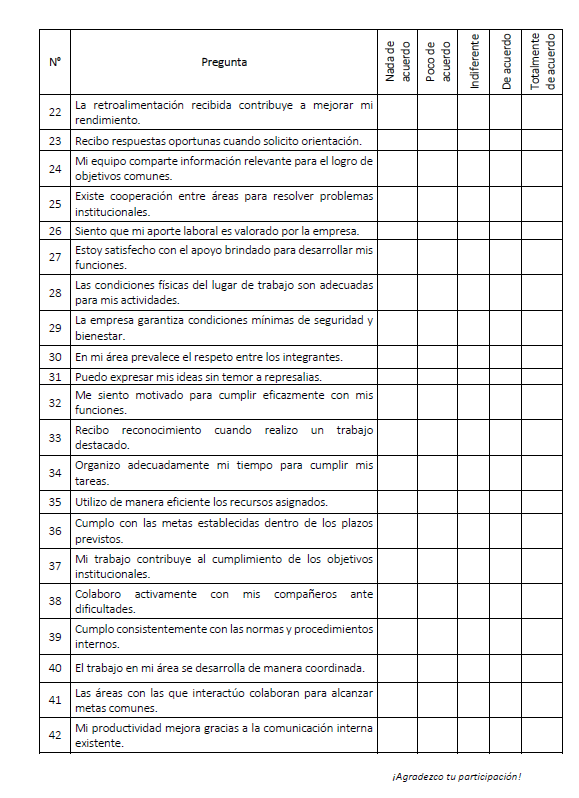 N° Pregunta Nada de acuerdo Poco de acuerdo Indiferente De acuerdo Totalmente de acuerdo
22 La retroalimentación recibida contribuye a mejorar mi
rendimiento.
23 Recibo respuestas oportunas cuando solicito orientación.
24 Mi equipo comparte información relevante para el logro de
objetivos comunes.
25 Existe cooperación entre áreas para resolver problemas
institucionales.
26 Siento que mi aporte laboral es valorado por la empresa.
27 Estoy satisfecho con el apoyo brindado para desarrollar mis
funciones.
28 Las condiciones físicas del lugar de trabajo son adecuadas
para mis actividades.
29 La empresa garantiza condiciones mínimas de seguridad y
bienestar.
30 En mi área prevalece el respeto entre los integrantes.
31 Puedo expresar mis ideas sin temor a represalias.
32 Me siento motivado para cumplir eficazmente con mis
funciones.
33 Recibo reconocimiento cuando realizo un trabajo
destacado.
34 Organizo adecuadamente mi tiempo para cumplir mis
tareas.
35 Utilizo de manera eficiente los recursos asignados.
36 Cumplo con las metas establecidas dentro de los plazos
previstos.
37 Mi trabajo contribuye al cumplimiento de los objetivos
institucionales.
38 Colaboro activamente con mis compañeros ante
dificultades.
39 Cumplo consistentemente con las normas y procedimientos
internos.
40 El trabajo en mi área se desarrolla de manera coordinada.
41 Las áreas con las que interactúo colaboran para alcanzar
metas comunes.
42 Mi productividad mejora gracias a la comunicación interna
existente.
¡Agradezco tu participación!